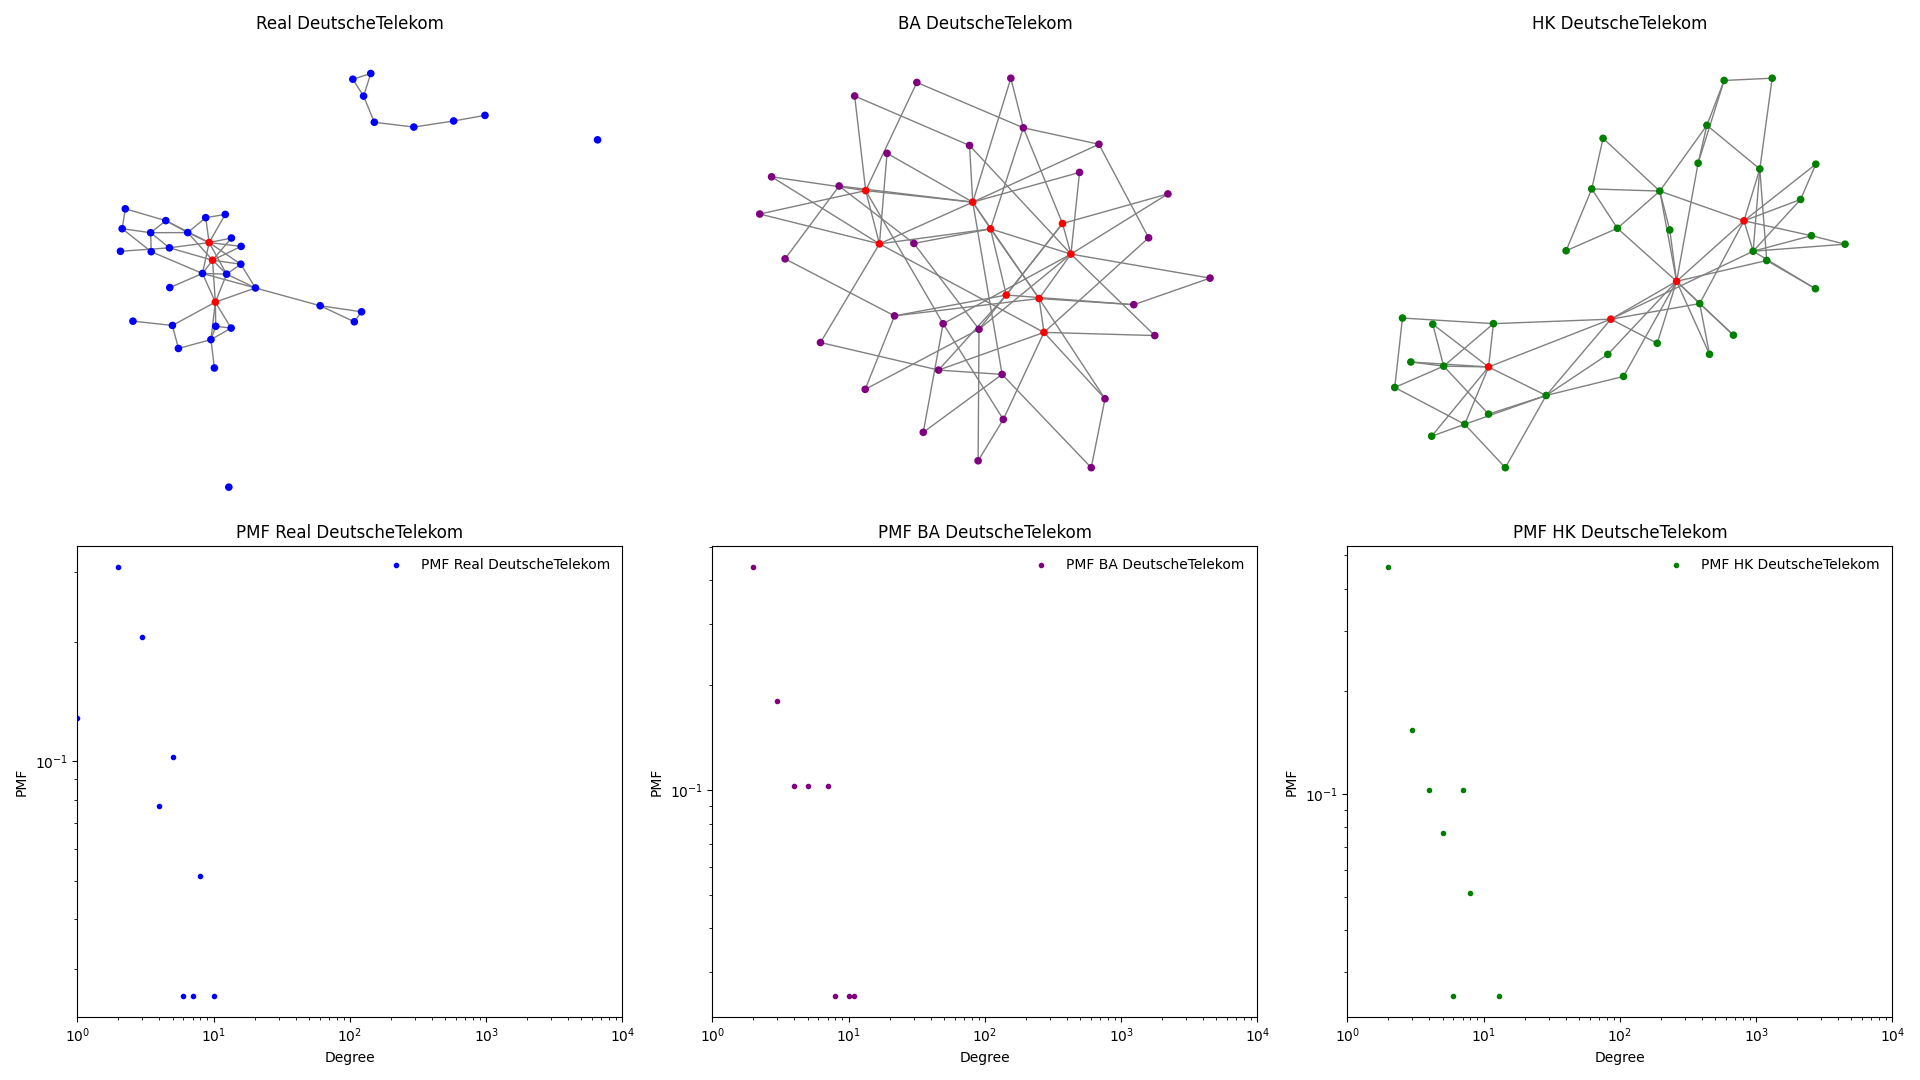 Real DeutscheTelekom
BA DeutscheTelekom
HK DeutscheTelekom
PMF Real DeutscheTelekom
PMF Real DeutscheTelekom
PMF
10⁻¹
10⁰ 10¹ 10² 10³ 10⁴
Degree
PMF BA DeutscheTelekom
PMF BA DeutscheTelekom
PMF
10⁻¹
10⁰ 10¹ 10² 10³ 10⁴
Degree
PMF HK DeutscheTelekom
PMF HK DeutscheTelekom
PMF
10⁻¹
10⁰ 10¹ 10² 10³ 10⁴
Degree